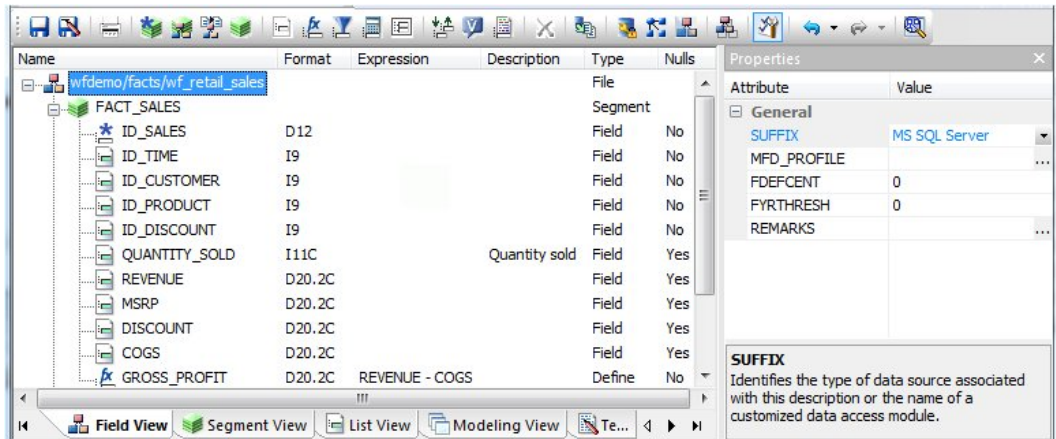 Name Format Expression Description Type Nulls
wfdemo/facts/wf_retail_sales File
FACT_SALES Segment
ID_SALES D12 Field No
ID_TIME I9 Field No
ID_CUSTOMER I9 Field No
ID_PRODUCT I9 Field No
ID_DISCOUNT I9 Field No
QUANTITY_SOLD I11C Quantity sold Field Yes
REVENUE D20.2C Field Yes
MSRP D20.2C Field Yes
DISCOUNT D20.2C Field Yes
COGS D20.2C Field Yes
GROSS_PROFIT D20.2C REVENUE - COGS Define No
Field View Segment View List View Modeling View Te...
Properties
Attribute Value
General
SUFFIX MS SQL Server
MFD_PROFILE ...
FDEFCENT 0
FYRTHRESH 0
REMARKS ...
SUFFIX
Identifies the type of data source associated
with this description or the name of a
customized data access module.